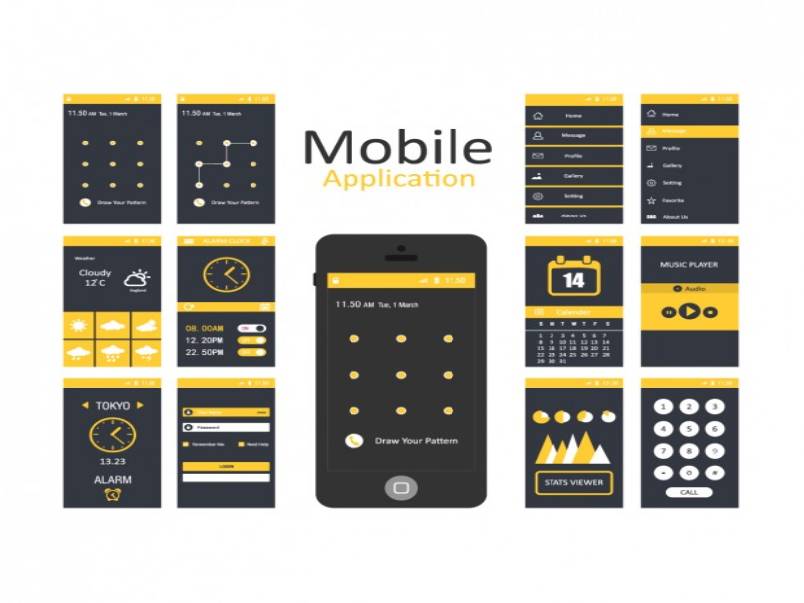 Mobile
Application
11.50 AM Tue, 1 March
Draw Your Pattern
11.50 AM Tue, 1 March
Draw Your Pattern
Home
Message
Profile
Gallery
Setting
About Us
Home
Message
Profile
Gallery
Setting
Favorite
About Us
Weather
Cloudy
12°C
England
ALARM CLOCK
08. 00AM
ON
12. 20PM
22. 50PM
11.50
11.50 AM Tue, 1 March
Draw Your Pattern
14
Calender
S M T W T F S
1 2 3 4 5 6 7
8 9 10 11 12 13 14
15 16 17 18 19 20 21
22 23 24 25 26 27 28
29 30 31
MUSIC PLAYER
Audio
TOKYO
13.23
ALARM
Password
Remember Me Need Help
LOGIN
STATS VIEWER
1 2 3
4 5 6
7 8 9
* 0 #
CALL